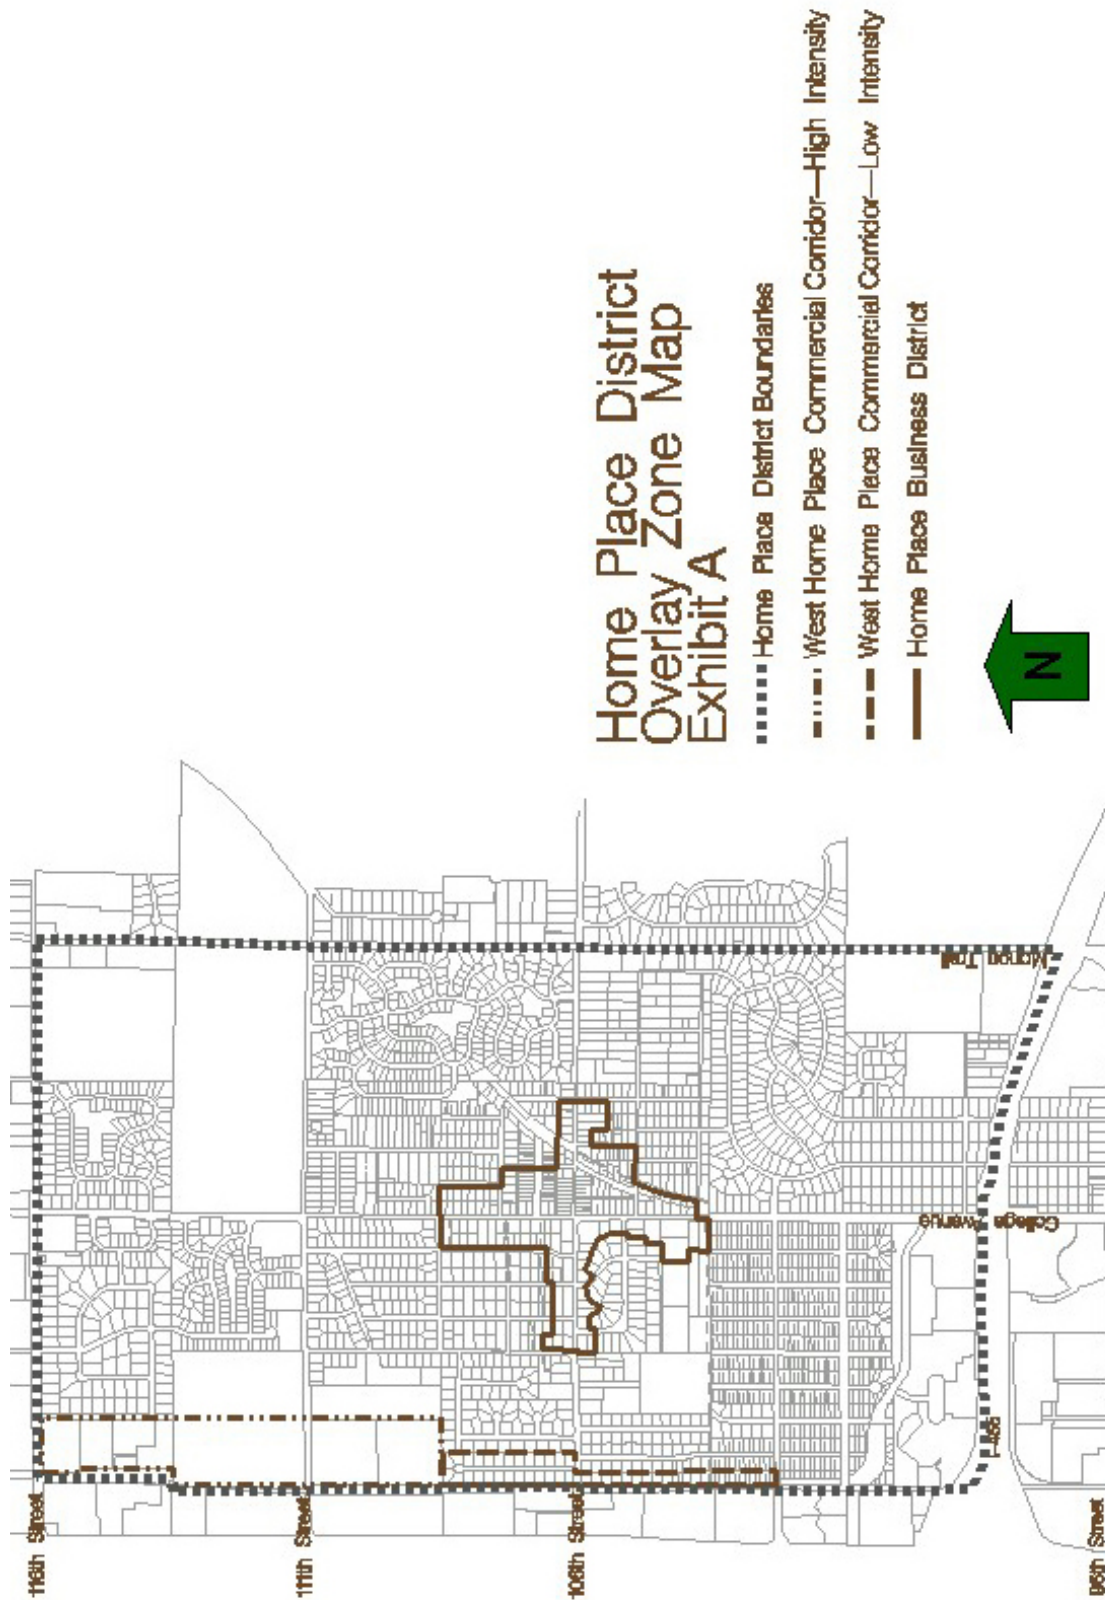 Home Place District
Overlay Zone Map
Exhibit A
Home Place District Boundaries
West Home Place Commercial Corridor—High Intensity
West Home Place Commercial Corridor—Low Intensity
Home Place Business District
N
116th Street
111th Street
106th Street
96th Street
I-465
College
Avenue
Monon Trail